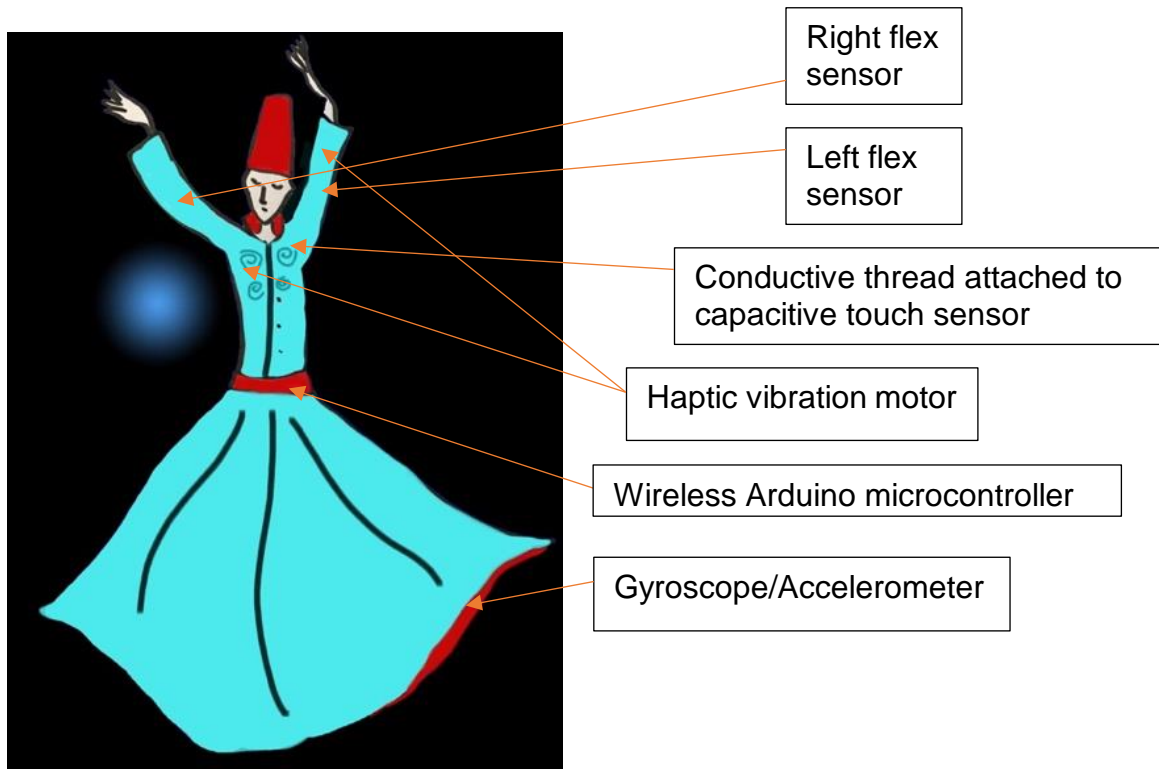 Right flex
sensor
Left flex
sensor
Conductive thread attached to
capacitive touch sensor
Haptic vibration motor
Wireless Arduino microcontroller
Gyroscope/Accelerometer